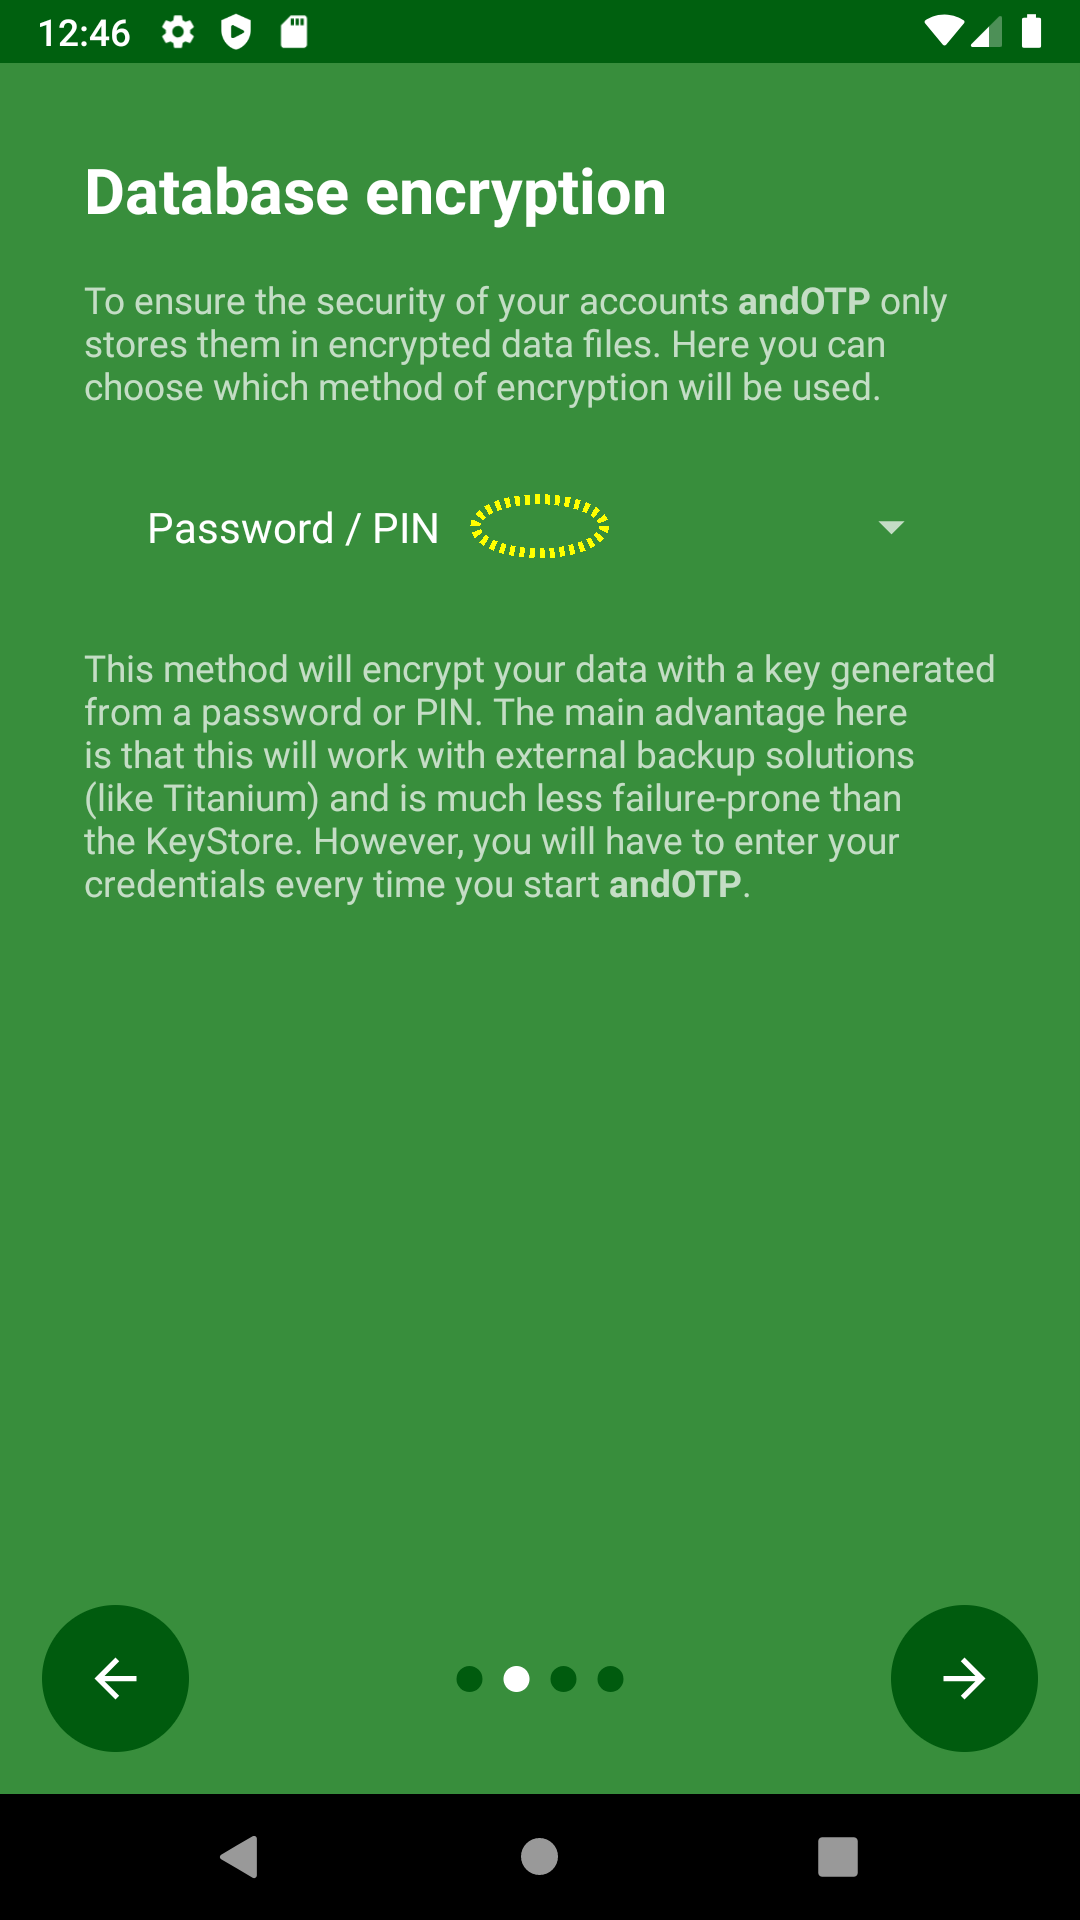 12:46
Database encryption
To ensure the security of your accounts andOTP only
stores them in encrypted data files. Here you can
choose which method of encryption will be used.
Password / PIN
This method will encrypt your data with a key generated
from a password or PIN. The main advantage here
is that this will work with external backup solutions
(like Titanium) and is much less failure-prone than
the KeyStore. However, you will have to enter your
credentials every time you start andOTP.